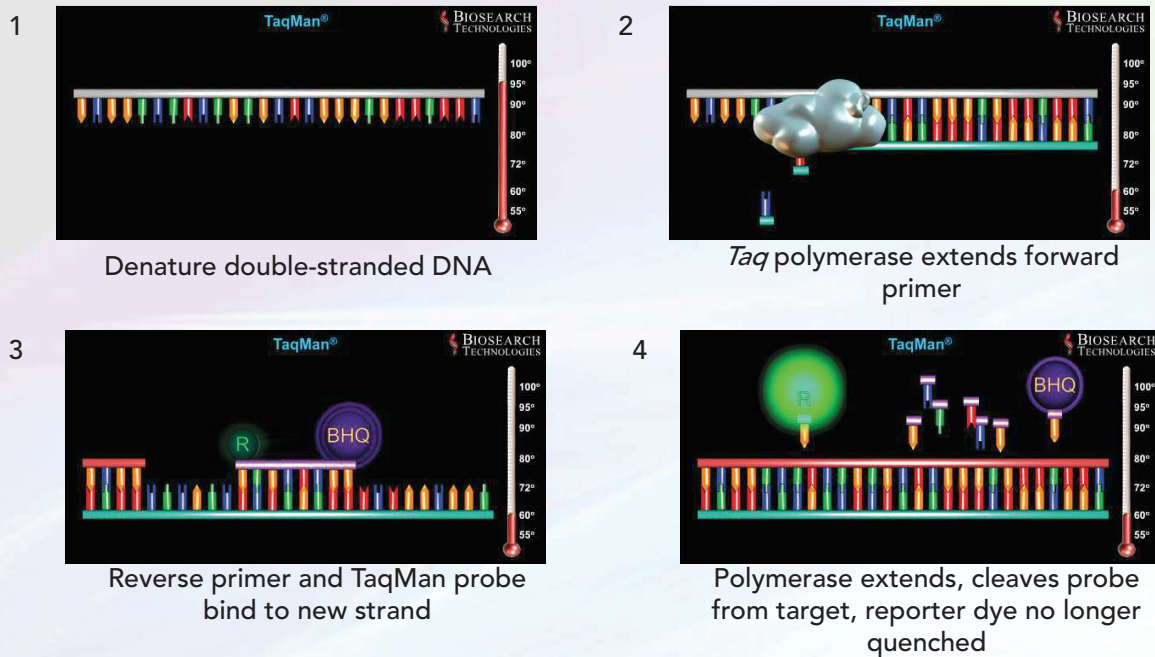 1
TaqMan®
BIOSEARCH
TECHNOLOGIES
100°
95°
90°
80°
72°
60°
55°
Denature double-stranded DNA
2
TaqMan®
BIOSEARCH
TECHNOLOGIES
100°
95°
90°
80°
72°
60°
55°
Taq polymerase extends forward
primer
3
TaqMan®
BIOSEARCH
TECHNOLOGIES
R
BHQ
100°
95°
90°
80°
72°
60°
55°
Reverse primer and TaqMan probe
bind to new strand
4
TaqMan®
BIOSEARCH
TECHNOLOGIES
R
BHQ
100°
95°
90°
80°
72°
60°
55°
Polymerase extends, cleaves probe
from target, reporter dye no longer
quenched